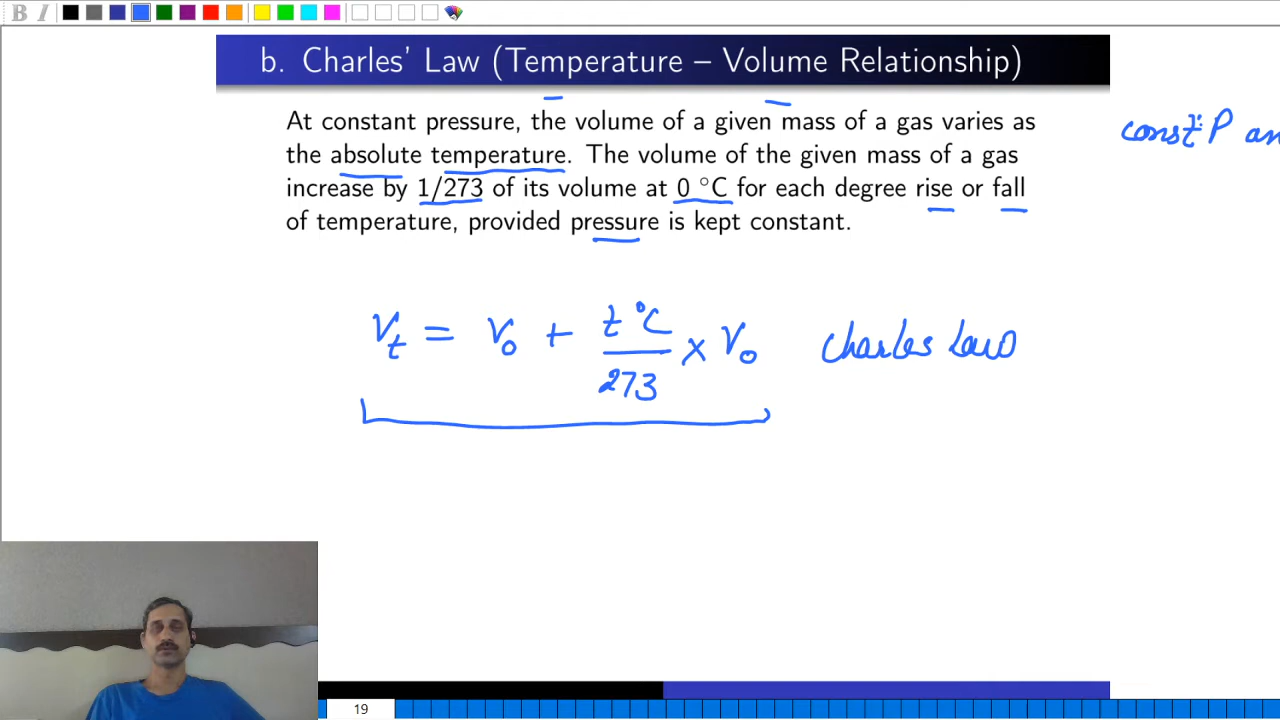 B I
b. Charles' Law (Temperature – Volume Relationship)
At constant pressure, the volume of a given mass of a gas varies as
the absolute temperature. The volume of the given mass of a gas
increase by 1/273 of its volume at 0 °C for each degree rise or fall
of temperature, provided pressure is kept constant.
const: P an
Vt = V0 + t°C/273 × V0 Charles Law
19